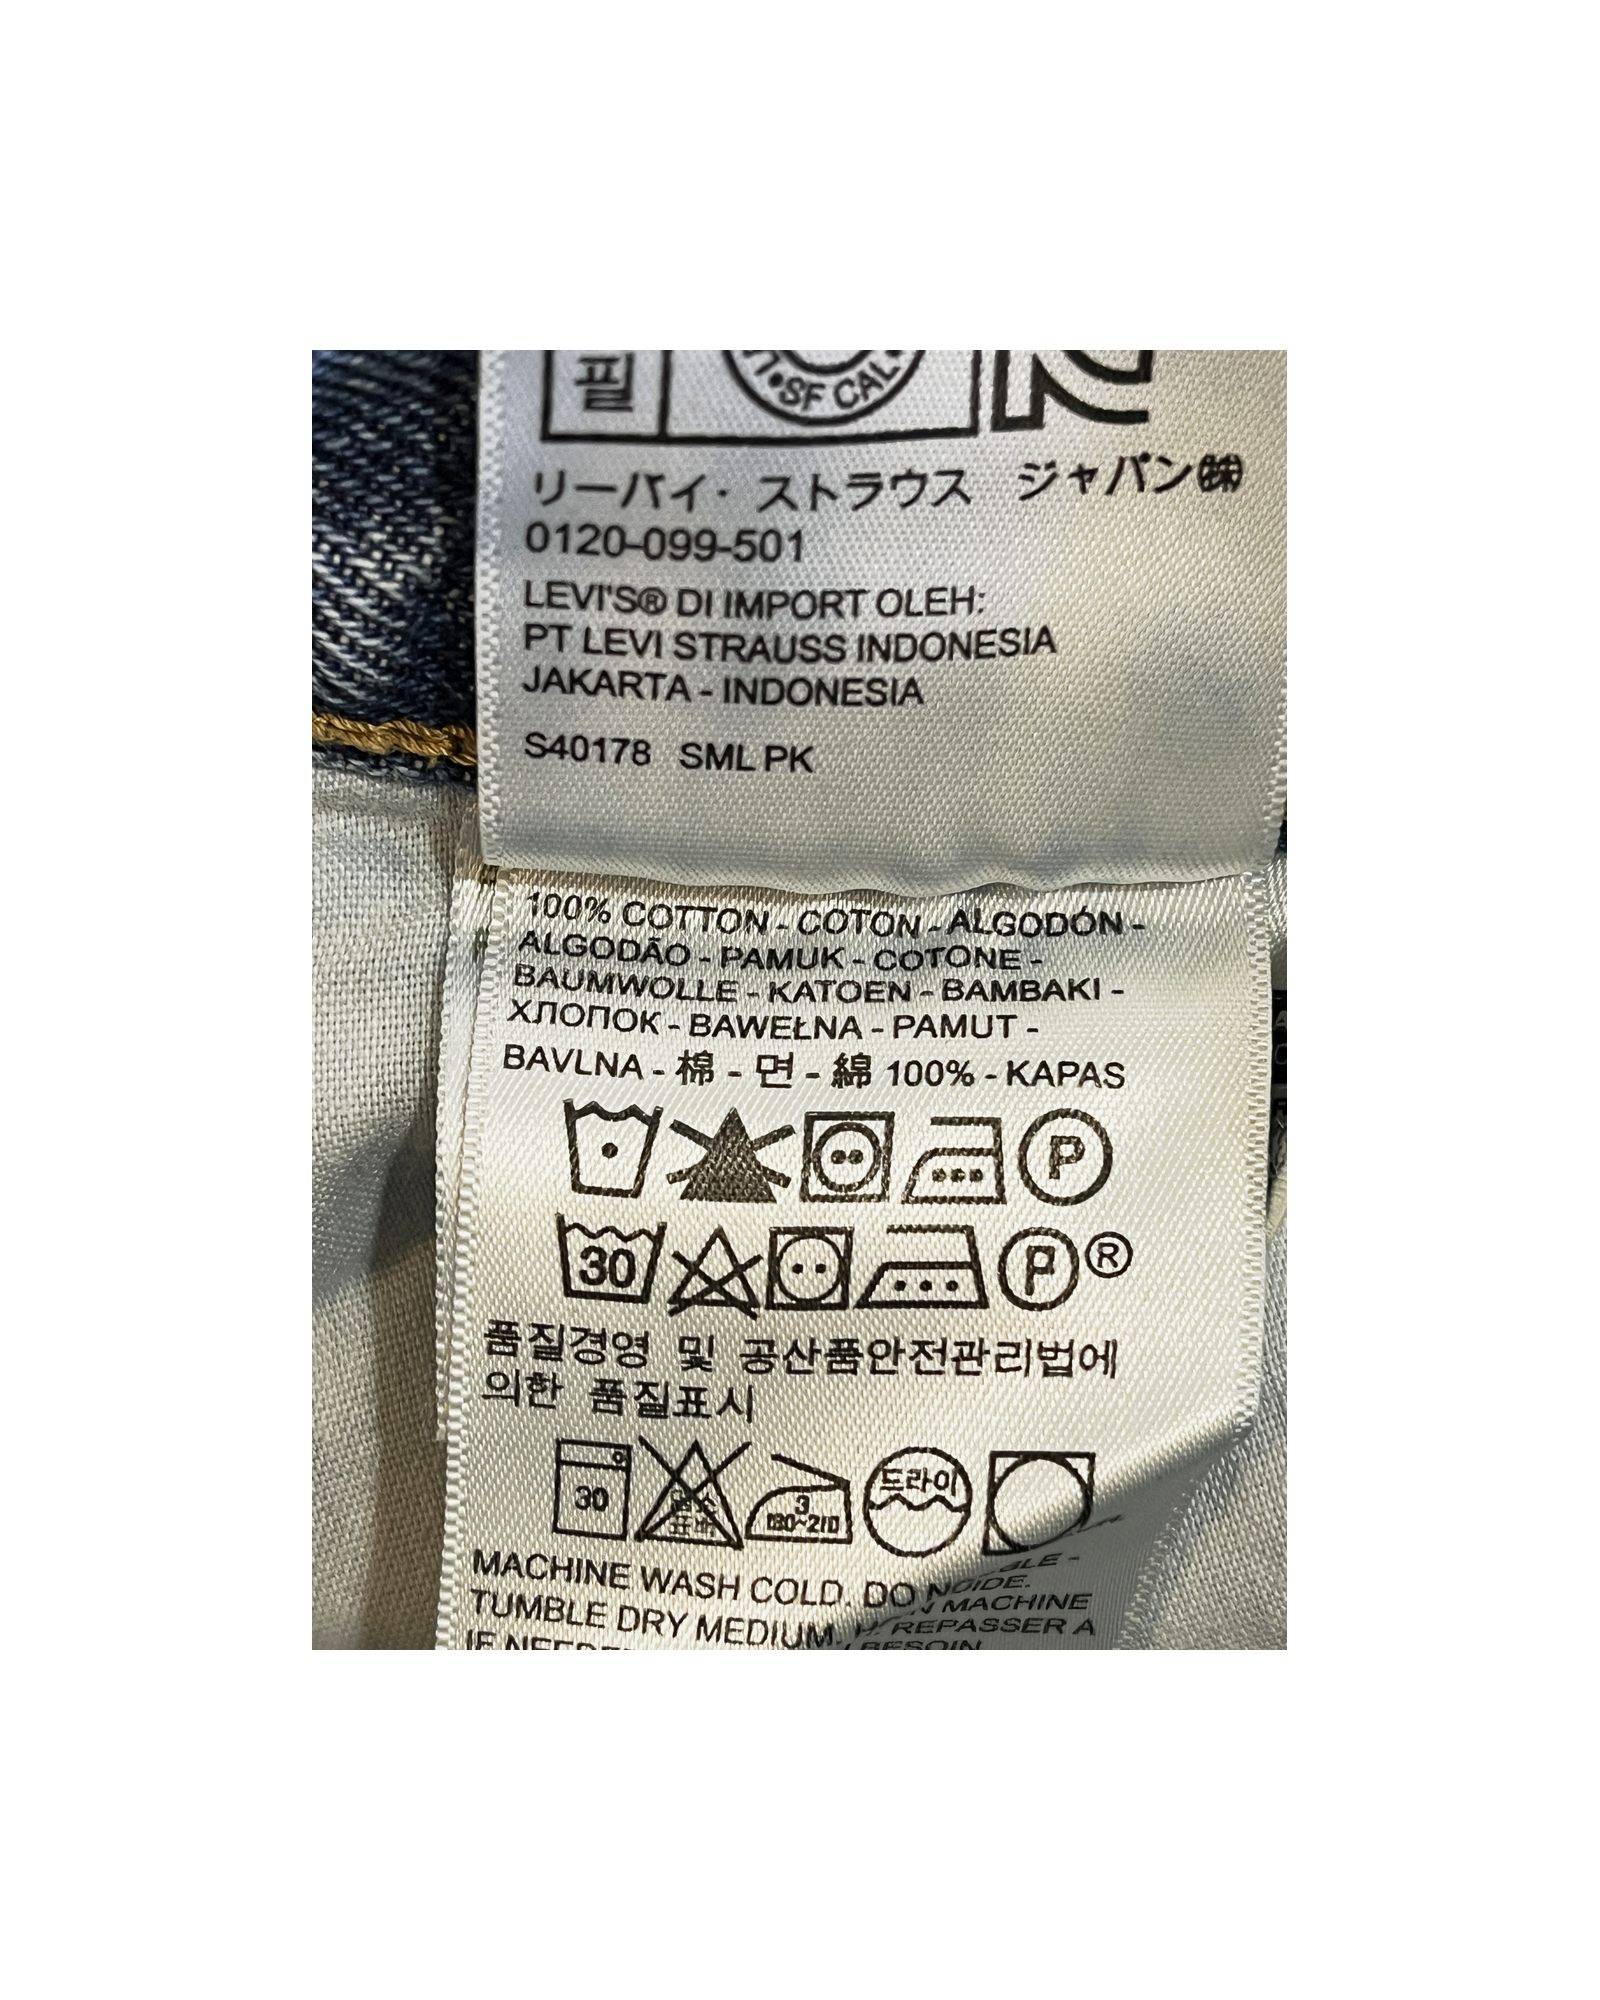 필
SF CAL
リーバイ・ ストラウス ジャパン㈱
0120-099-501
LEVI'S® DI IMPORT OLEH:
PT LEVI STRAUSS INDONESIA
JAKARTA - INDONESIA
S40178 SML PK
100% COTTON - COTON - ALGODÓN -
ALGODÃO - PAMUK - COTONE -
BAUMWOLLE - KATOEN - BAMBAKI -
ХЛОПОК - BAWEŁNA - PAMUT -
BAVLNA - 棉 - 면 - 綿 100% - KAPAS
P
30 P ®
품질경영 및 공산품안전관리법에
의한 품질표시
30 3 드라이
180~210
MACHINE WASH COLD. DO
TUMBLE DRY MEDIUM.
MACHINE
REPASSER A
BESOIN